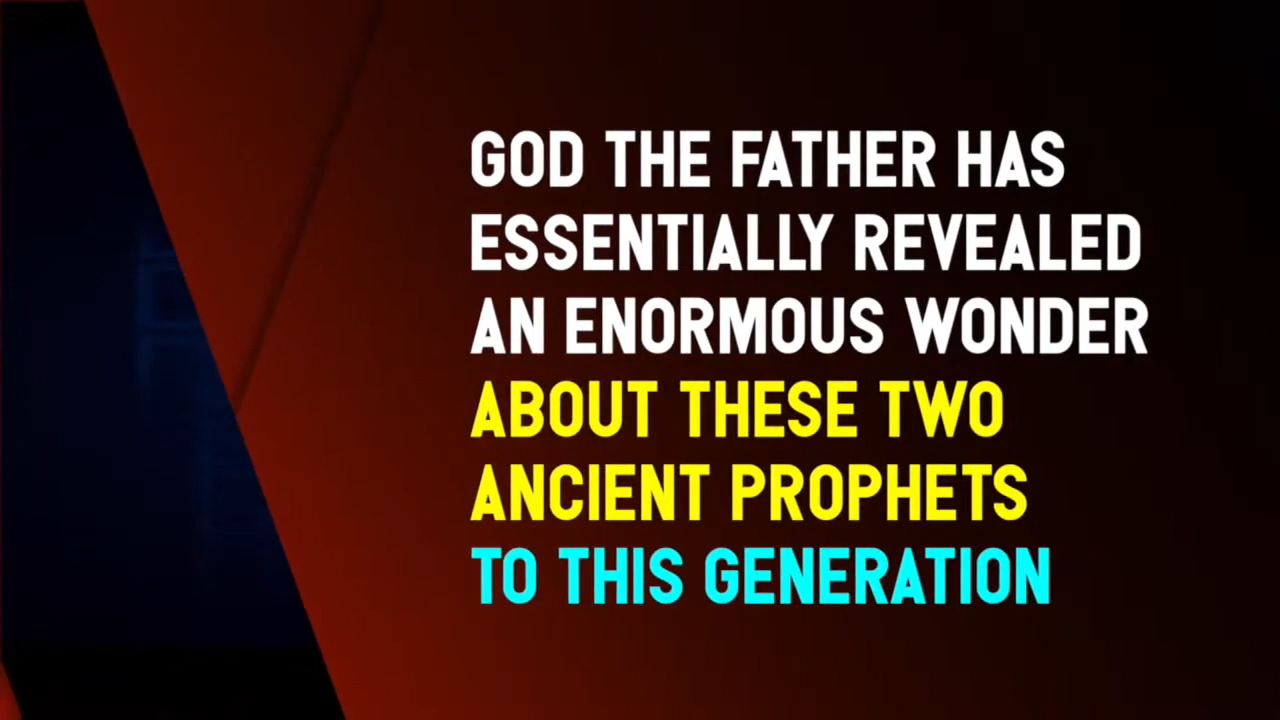 GOD THE FATHER HAS
ESSENTIALLY REVEALED
AN ENORMOUS WONDER
ABOUT THESE TWO
ANCIENT PROPHETS
TO THIS GENERATION